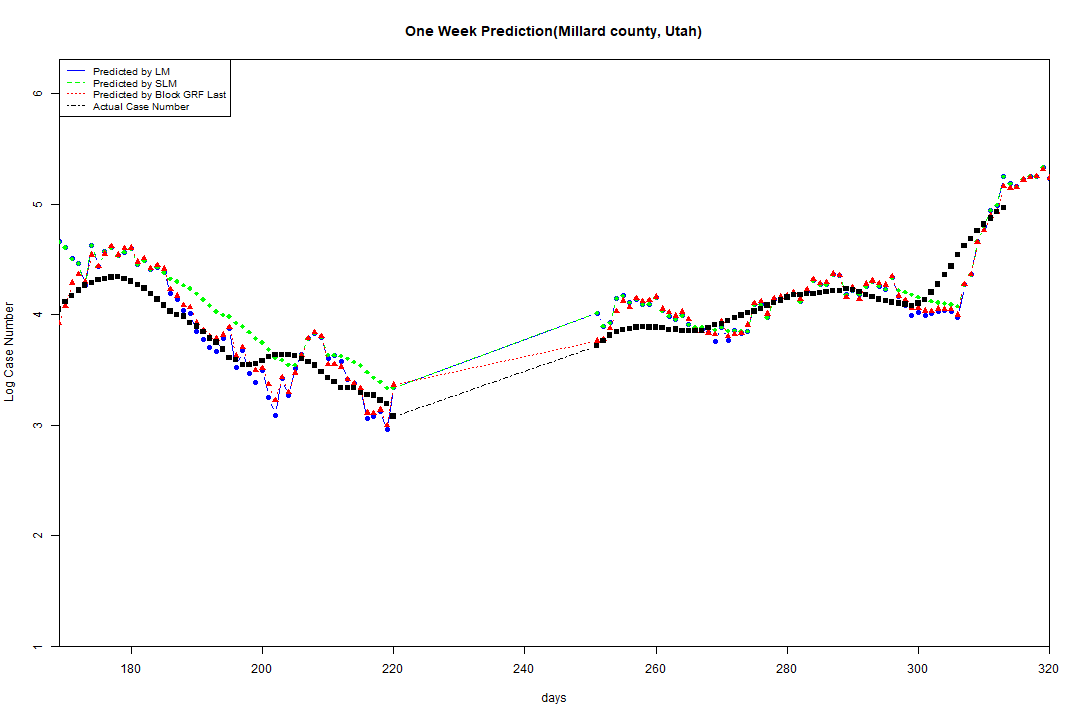 One Week Prediction(Millard county, Utah)
Predicted by LM
Predicted by SLM
Predicted by Block GRF Last
Actual Case Number
6
5
4
3
2
1
Log Case Number
180 200 220 240 260 280 300 320
days